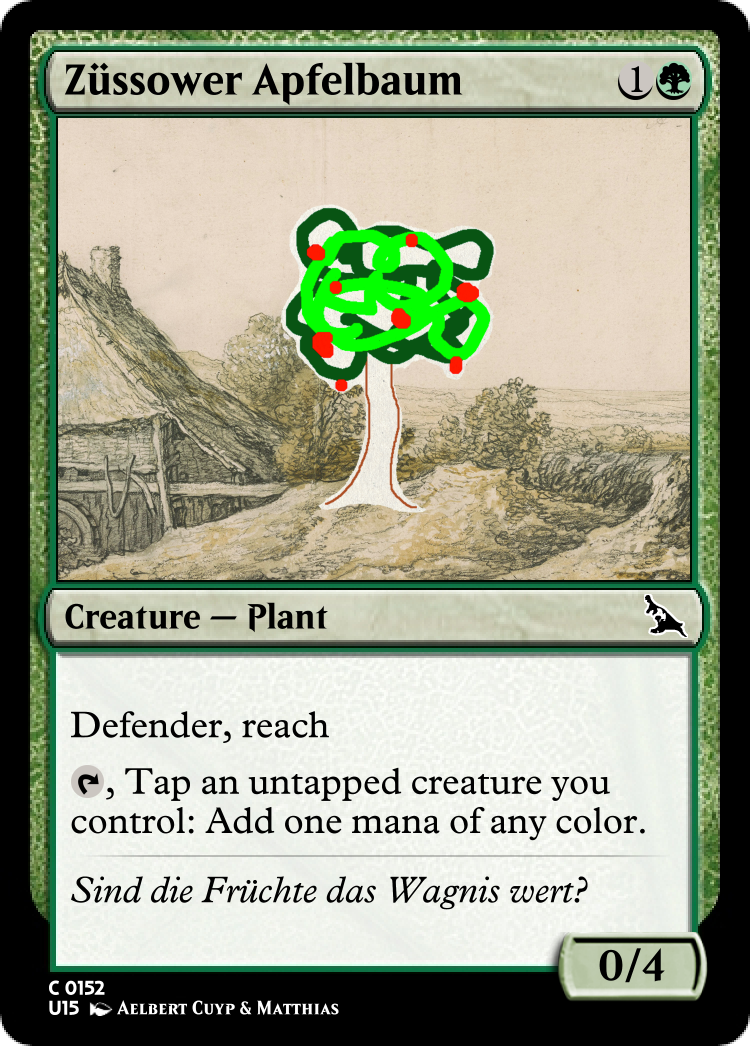 Züssower Apfelbaum 1
Creature — Plant
Defender, reach
, Tap an untapped creature you
control: Add one mana of any color.
Sind die Früchte das Wagnis wert?
0/4
C 0152
U15 Aelbert Cuyp & Matthias